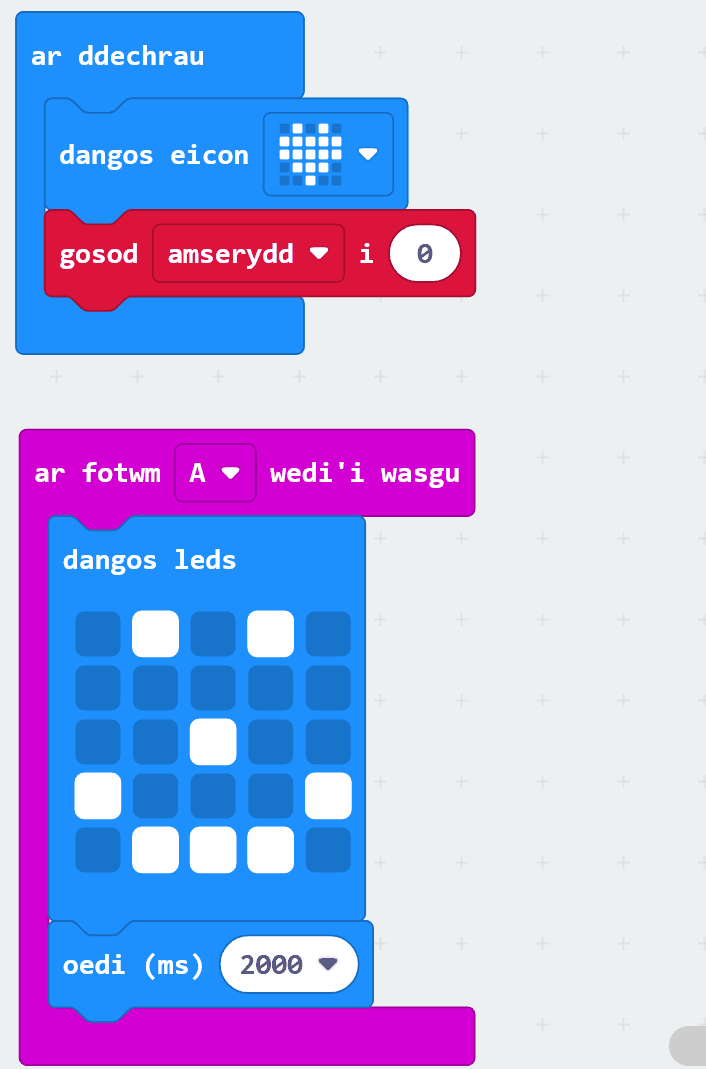 ar ddechrau
dangos eicon
gosod amserydd i 0
ar fotwm A wedi'i wasgu
dangos leds
oedi (ms) 2000